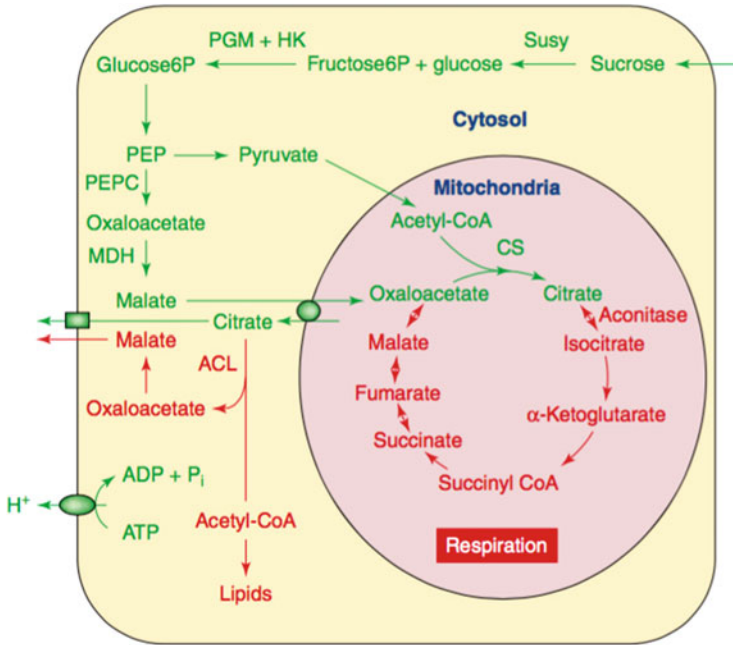 PGM + HK
Susy
Glucose6P
Fructose6P + glucose
Sucrose
Cytosol
PEP
Pyruvate
PEPC
Mitochondria
Oxaloacetate
Acetyl-CoA
MDH
CS
Malate
Oxaloacetate
Citrate
Citrate
Aconitase
Malate
Malate
Isocitrate
ACL
Fumarate
Oxaloacetate
α-Ketoglutarate
Succinate
ADP + Pi
Succinyl CoA
H+
ATP
Acetyl-CoA
Respiration
Lipids